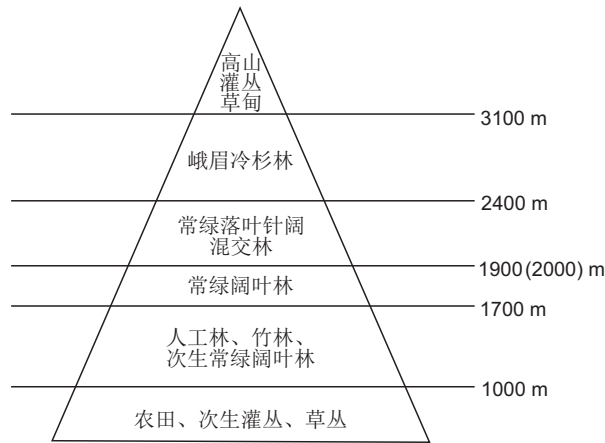 高山
灌丛
草甸
3100 m
峨眉冷杉林
2400 m
常绿落叶针阔
混交林
1900(2000) m
常绿阔叶林
1700 m
人工林、竹林、
次生常绿阔叶林
1000 m
农田、次生灌丛、草丛